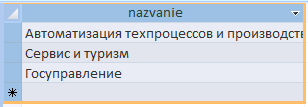 nazvanie
Автоматизация техпроцессов и производств
Сервис и туризм
Госуправление